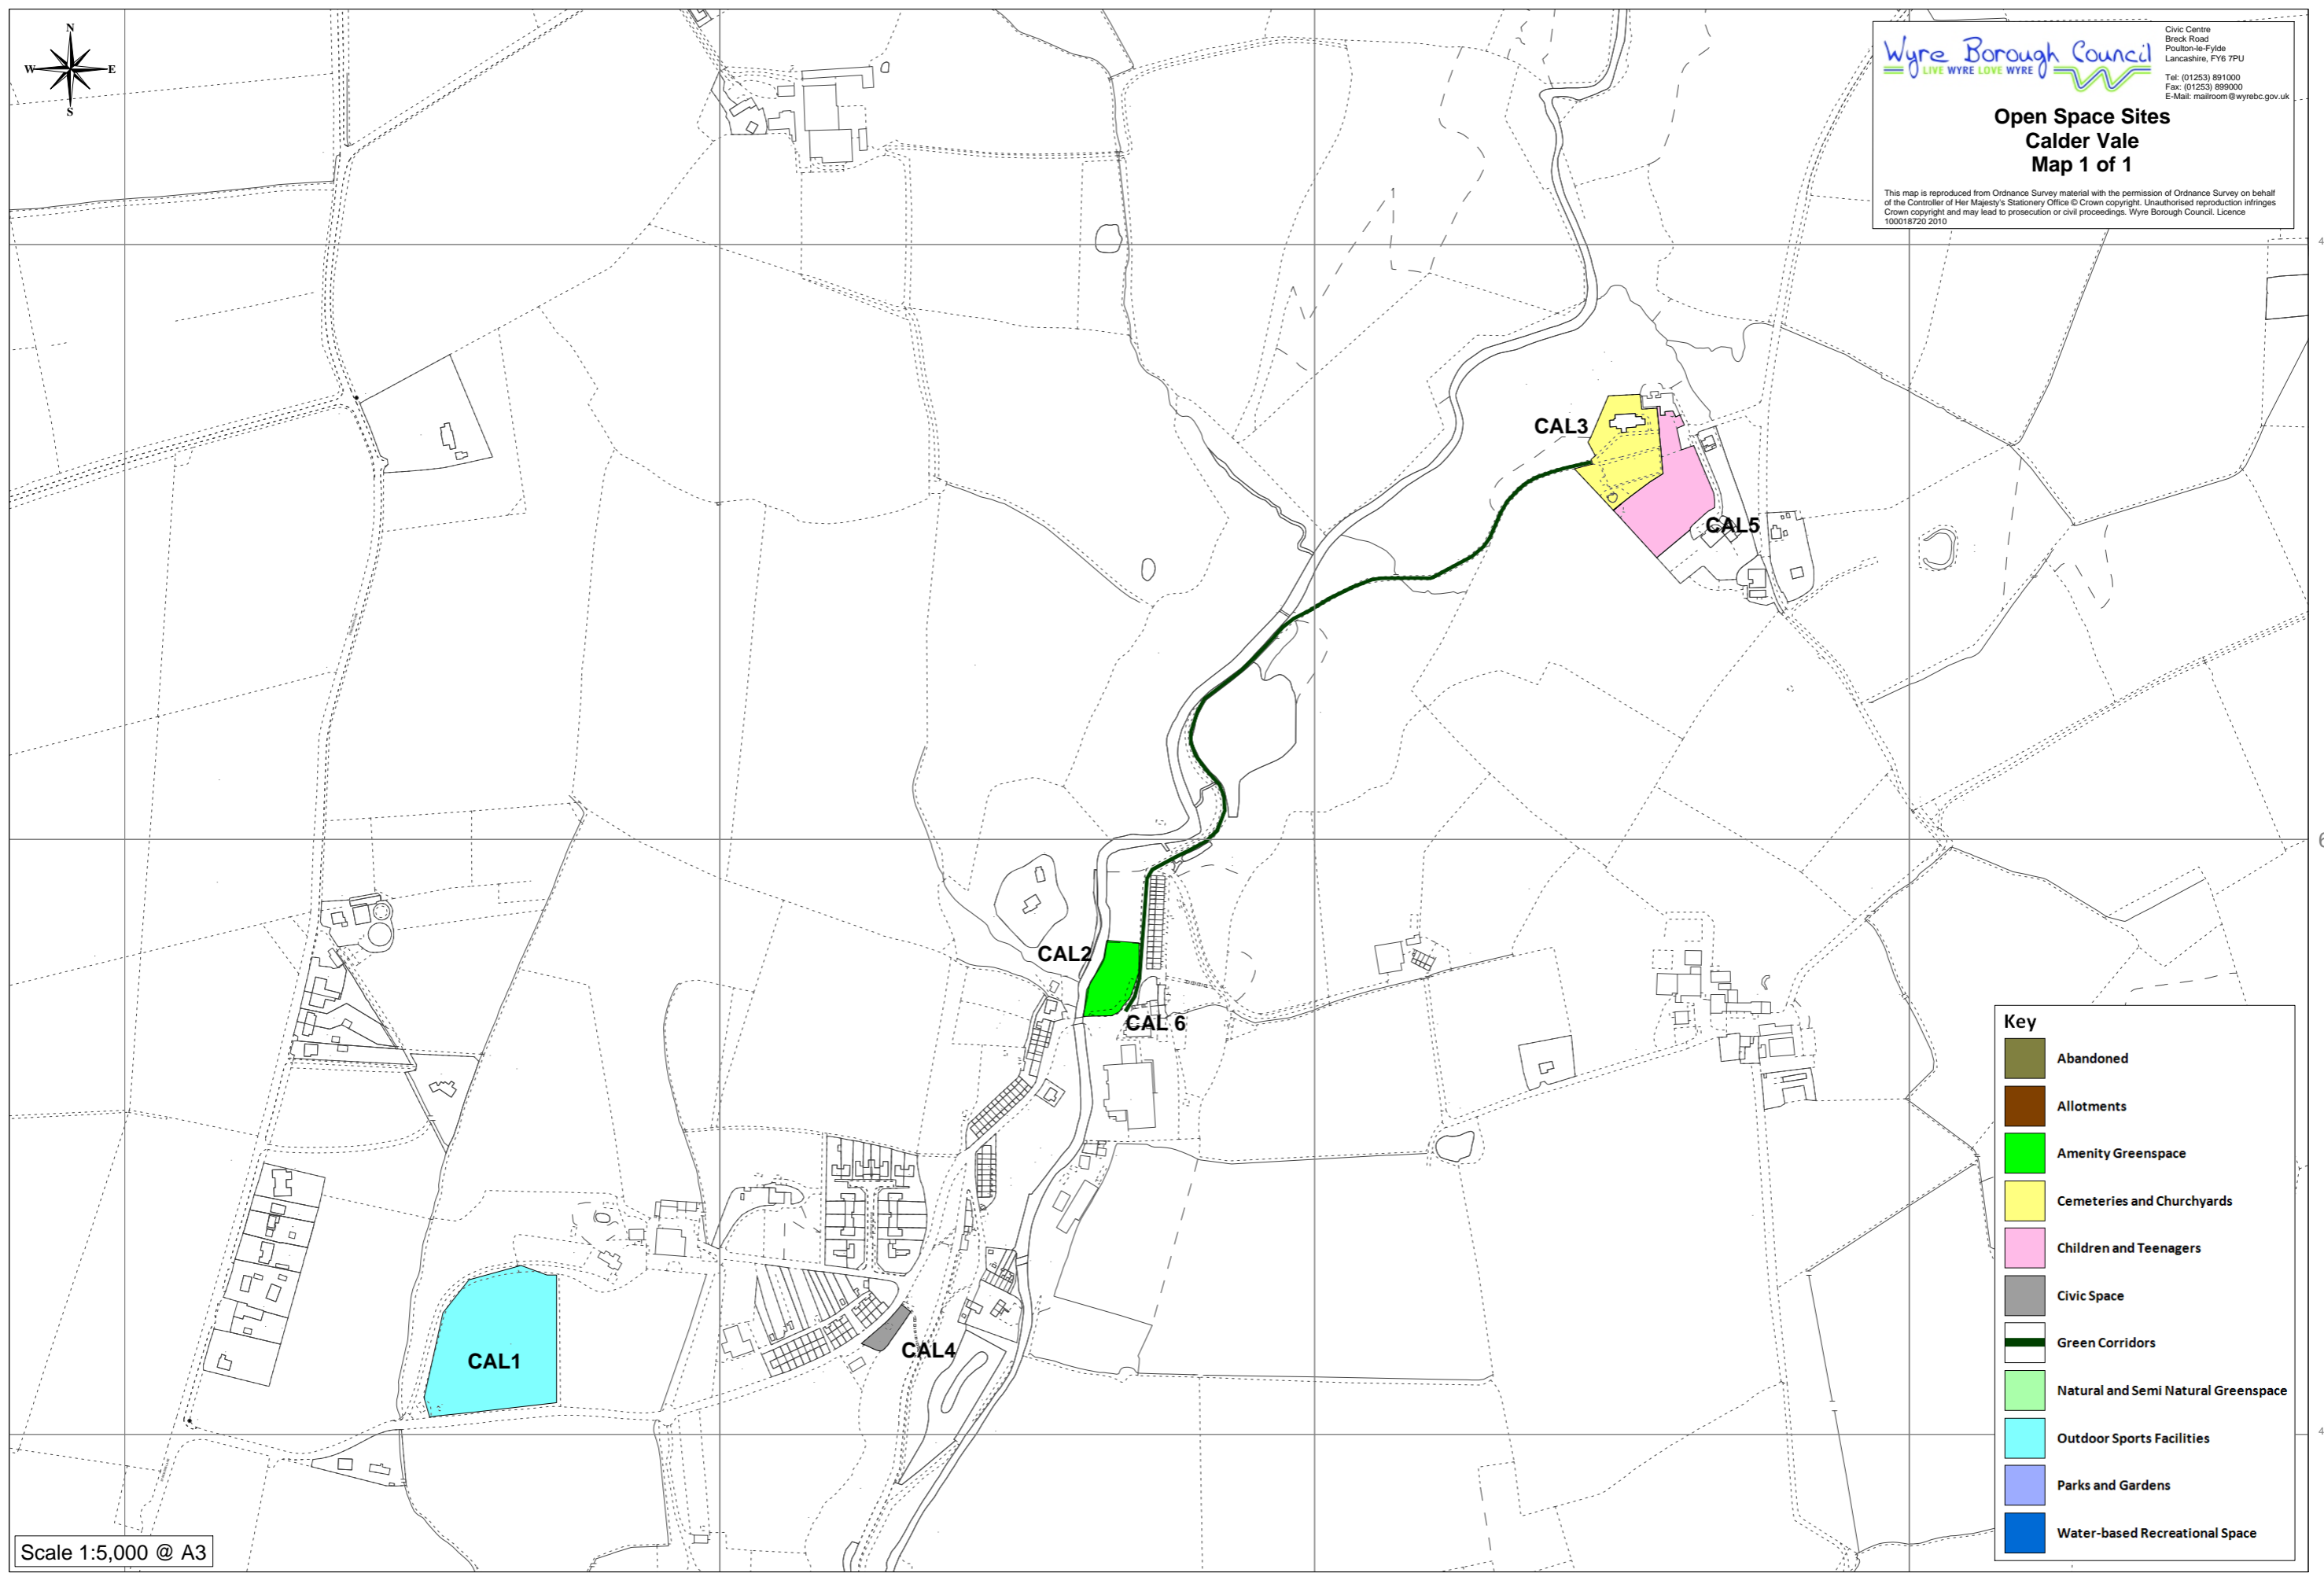 N
W E
S
Wyre Borough Council
LIVE WYRE LOVE WYRE
Civic Centre
Breck Road
Poulton-le-Fylde
Lancashire, FY6 7PU
Tel: (01253) 891000
Fax: (01253) 899000
E-Mail: mailroom@wyrebc.gov.uk
Open Space Sites
Calder Vale
Map 1 of 1
This map is reproduced from Ordnance Survey material with the permission of Ordnance Survey on behalf
of the Controller of Her Majesty's Stationery Office © Crown copyright. Unauthorised reproduction infringes
Crown copyright and may lead to prosecution or civil proceedings. Wyre Borough Council. Licence
100018720 2010
4
CAL3
CAL5
6
CAL2
CAL 6
CAL4
CAL1
4
Key
Abandoned
Allotments
Amenity Greenspace
Cemeteries and Churchyards
Children and Teenagers
Civic Space
Green Corridors
Natural and Semi Natural Greenspace
Outdoor Sports Facilities
Parks and Gardens
Water-based Recreational Space
Scale 1:5,000 @ A3